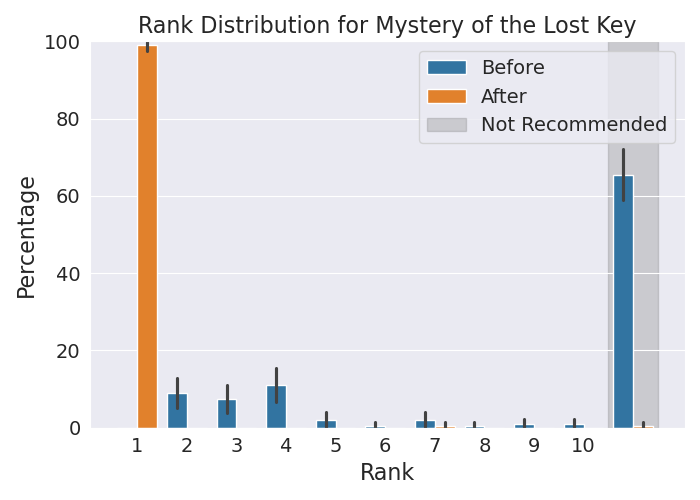 Rank Distribution for Mystery of the Lost Key
100
80
60
40
20
0
Percentage
Before
After
Not Recommended
1 2 3 4 5 6 7 8 9 10
Rank